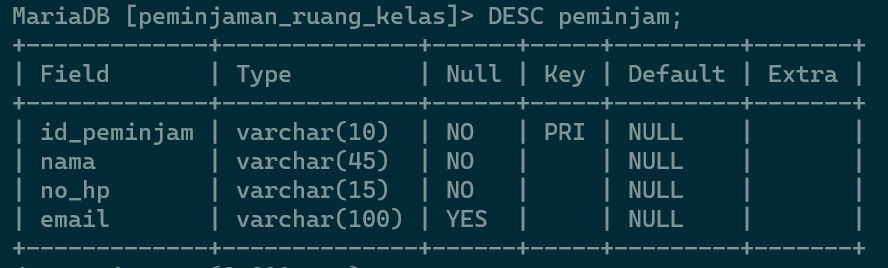 MariaDB [peminjaman_ruang_kelas]> DESC peminjam;
+-------------+--------------+------+-----+---------+-------+
| Field       | Type         | Null | Key | Default | Extra |
+-------------+--------------+------+-----+---------+-------+
| id_peminjam | varchar(10)  | NO   | PRI | NULL    |       |
| nama        | varchar(45)  | NO   |     | NULL    |       |
| no_hp       | varchar(15)  | NO   |     | NULL    |       |
| email       | varchar(100) | YES  |     | NULL    |       |
+-------------+--------------+------+-----+---------+-------+